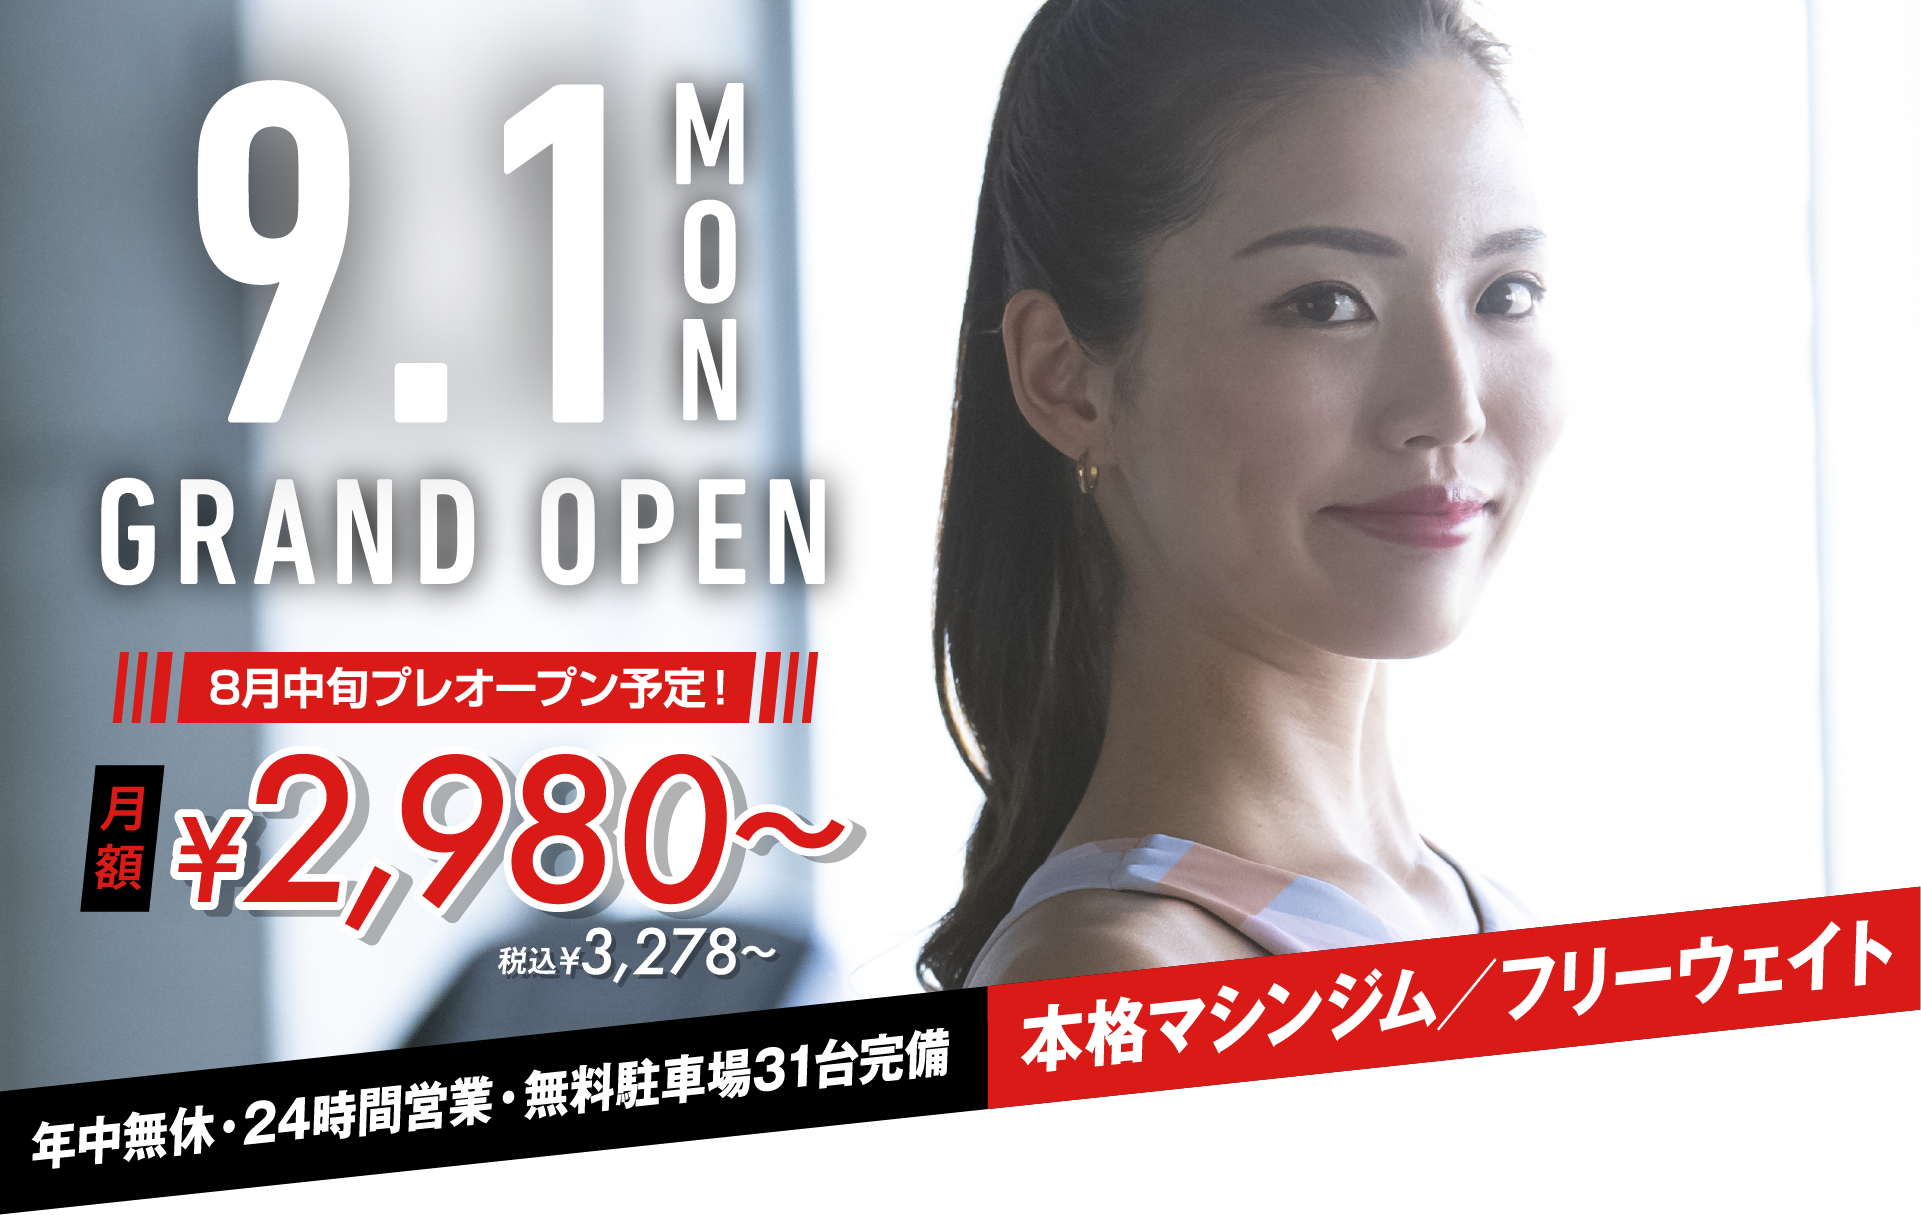 9.1 MON
GRAND OPEN
8月中旬プレオープン予定!
月額 ¥2,980〜
税込¥3,278〜
本格マシンジム／フリーウェイト
年中無休・24時間営業・無料駐車場31台完備